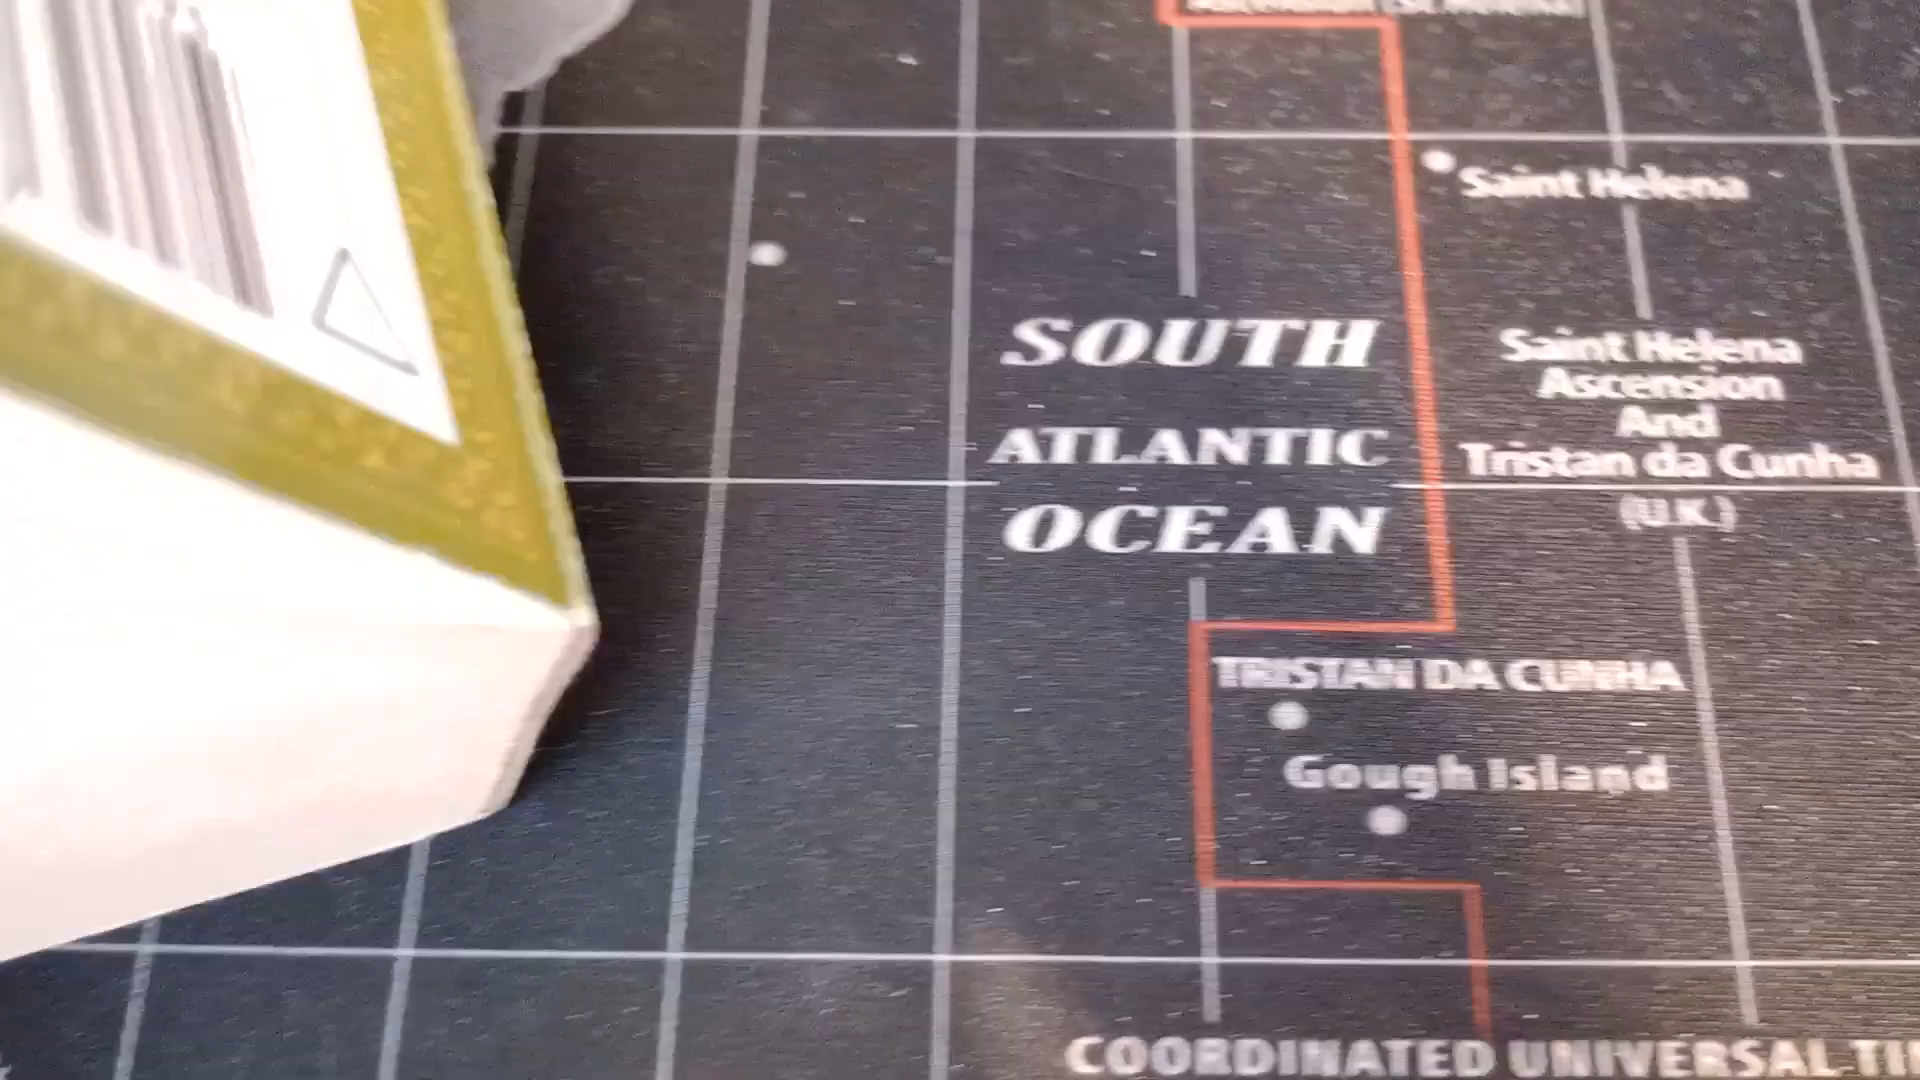 Saint Helena
SOUTH
ATLANTIC
OCEAN
Saint Helena
Ascension
And
Tristan da Cunha
(U.K.)
TRISTAN DA CUNHA
Gough Island
COORDINATED UNIVERSAL